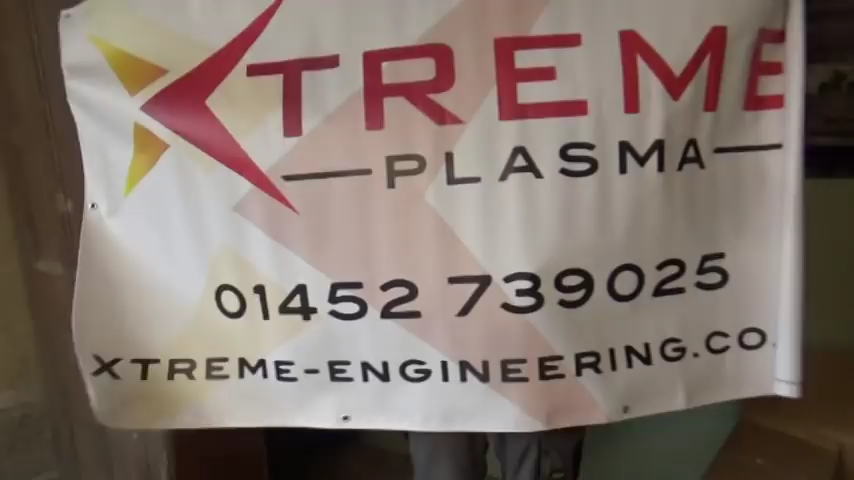 XTREME
PLASMA
01452 739025
XTREME-ENGINEERING.CO.